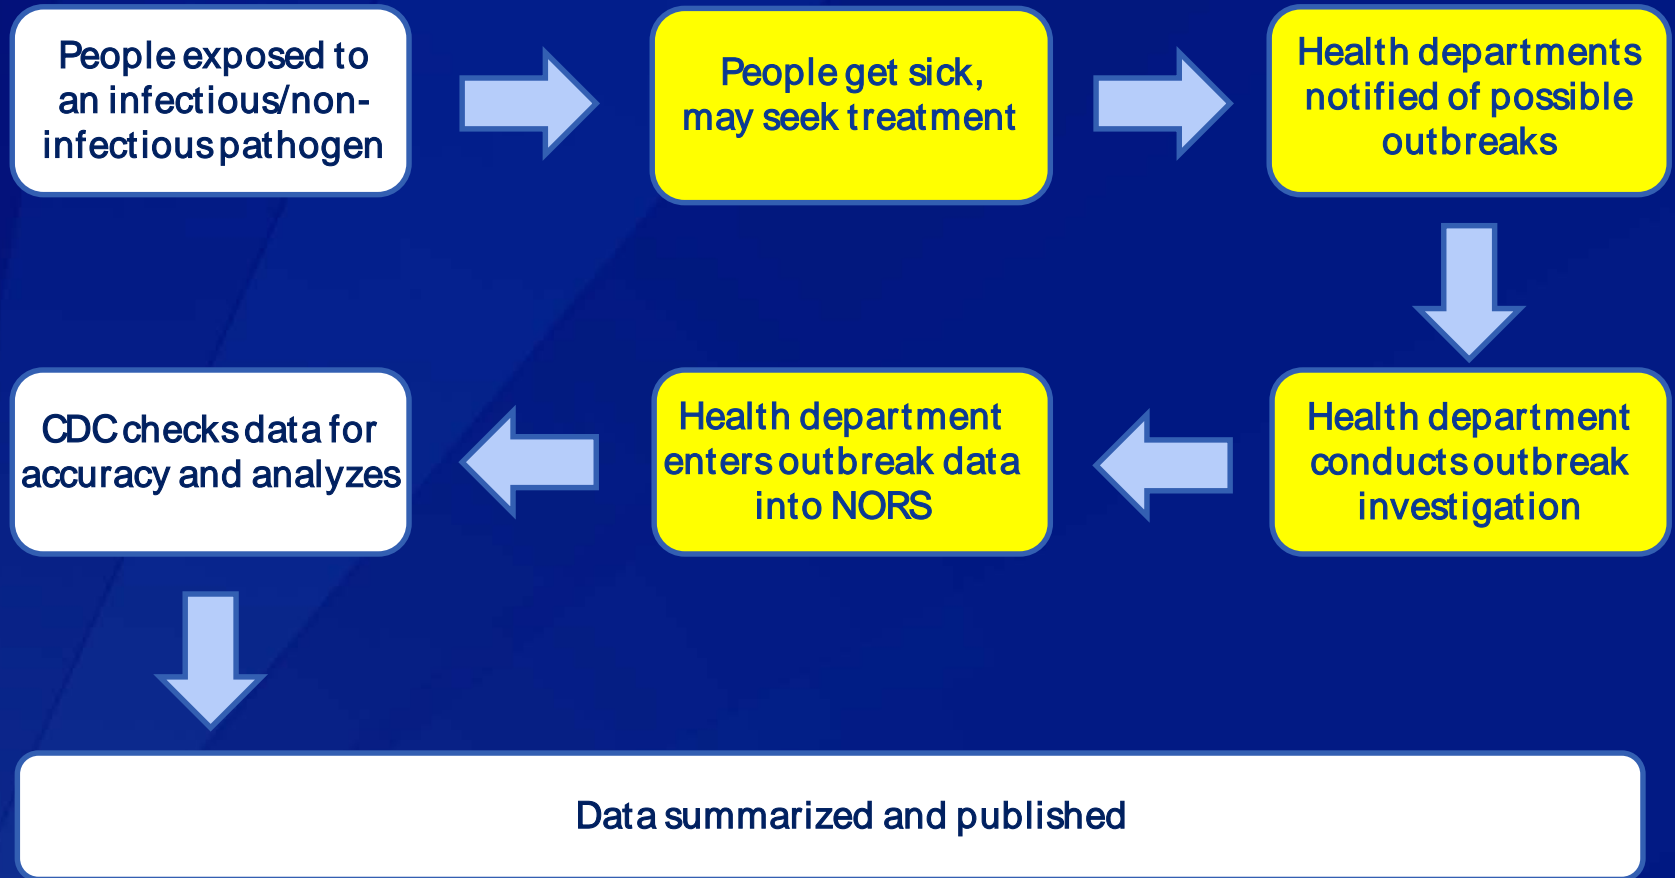 People exposed to
an infectious/non-
infectious pathogen
People get sick,
may seek treatment
Health departments
notified of possible
outbreaks
Health department
conducts outbreak
investigation
Health department
enters outbreak data
into NORS
CDC checks data for
accuracy and analyzes
Data summarized and published